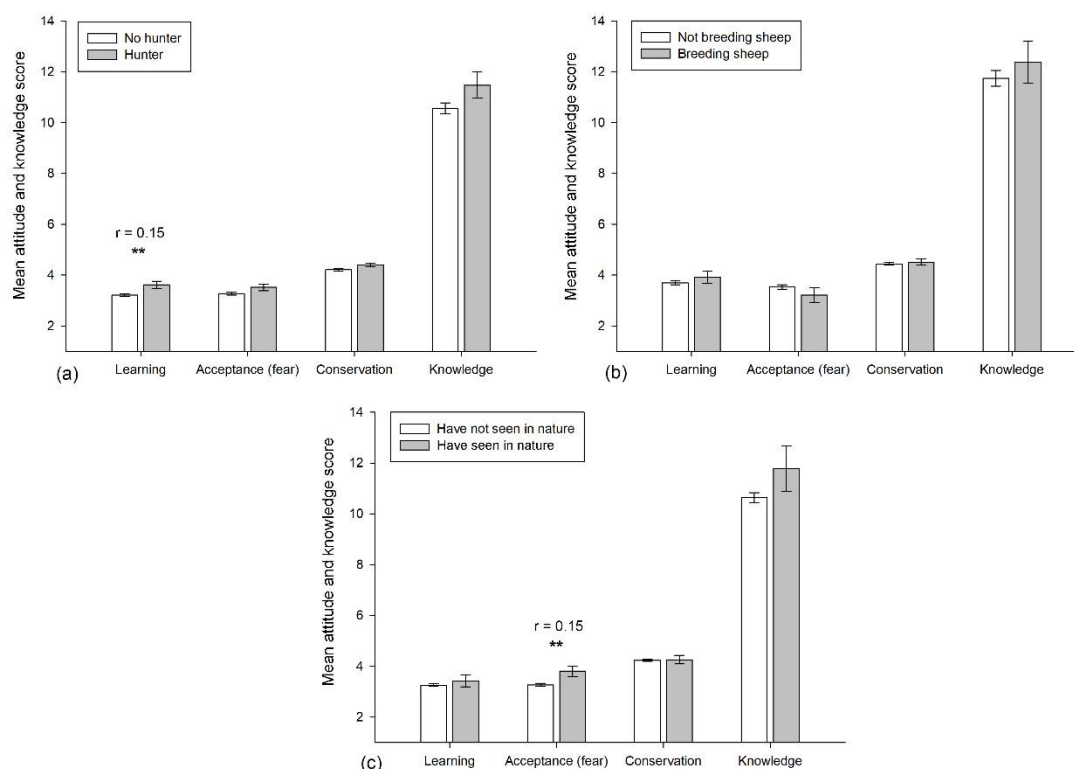 14
12
10
8
6
4
2
Mean attitude and knowledge score
No hunter
Hunter
r = 0.15
**
Learning
Acceptance (fear)
Conservation
Knowledge
(a)
14
12
10
8
6
4
2
Mean attitude and knowledge score
Not breeding sheep
Breeding sheep
Learning
Acceptance (fear)
Conservation
Knowledge
(b)
14
12
10
8
6
4
2
Mean attitude and knowledge score
Have not seen in nature
Have seen in nature
r = 0.15
**
Learning
Acceptance (fear)
Conservation
Knowledge
(c)